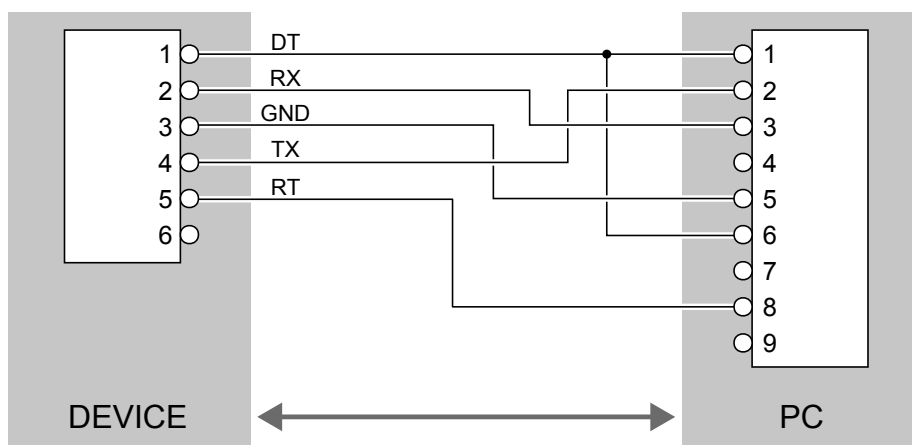 1 DT 1
2 RX 2
3 GND 3
4 TX 4
5 RT 5
6 6
7
8
9
DEVICE PC